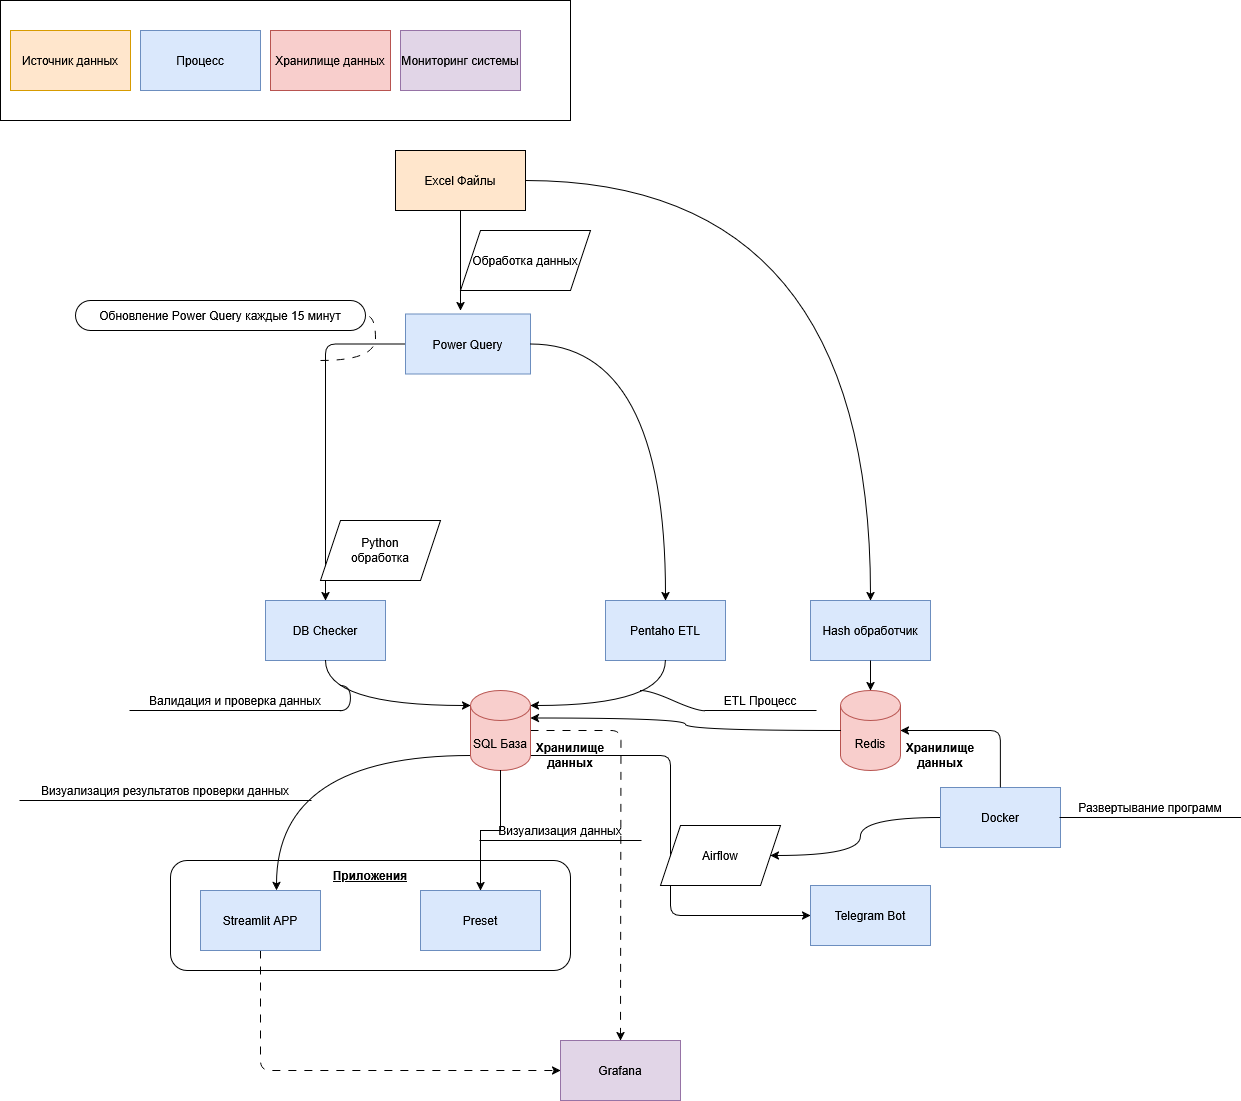 Источник данных
Процесс
Хранилище данных
Мониторинг системы
Excel Файлы
Обработка данных
Обновление Power Query каждые 15 минут
Power Query
Python
обработка
DB Checker
Pentaho ETL
Hash обработчик
Валидация и проверка данных
ETL Процесс
SQL База
Хранилище
данных
Redis
Хранилище
данных
Визуализация результатов проверки данных
Docker
Развертывание программ
Визуализация данных
Airflow
Приложения
Streamlit APP
Preset
Telegram Bot
Grafana